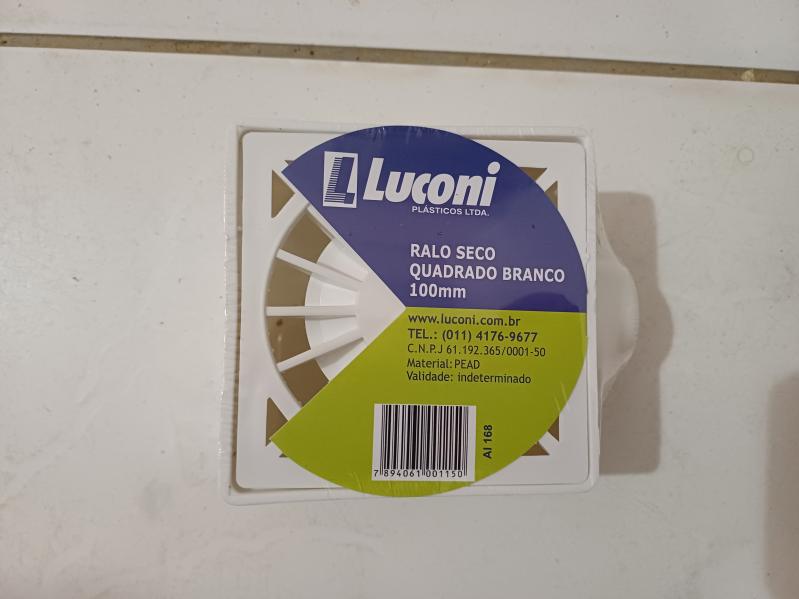 Luconi
PLÁSTICOS LTDA.
RALO SECO
QUADRADO BRANCO
100mm
www.luconi.com.br
TEL.: (011) 4176-9677
C.N.P.J 61.192.365/0001-50
Material: PEAD
Validade: indeterminado
AI 168
7 894061 001150